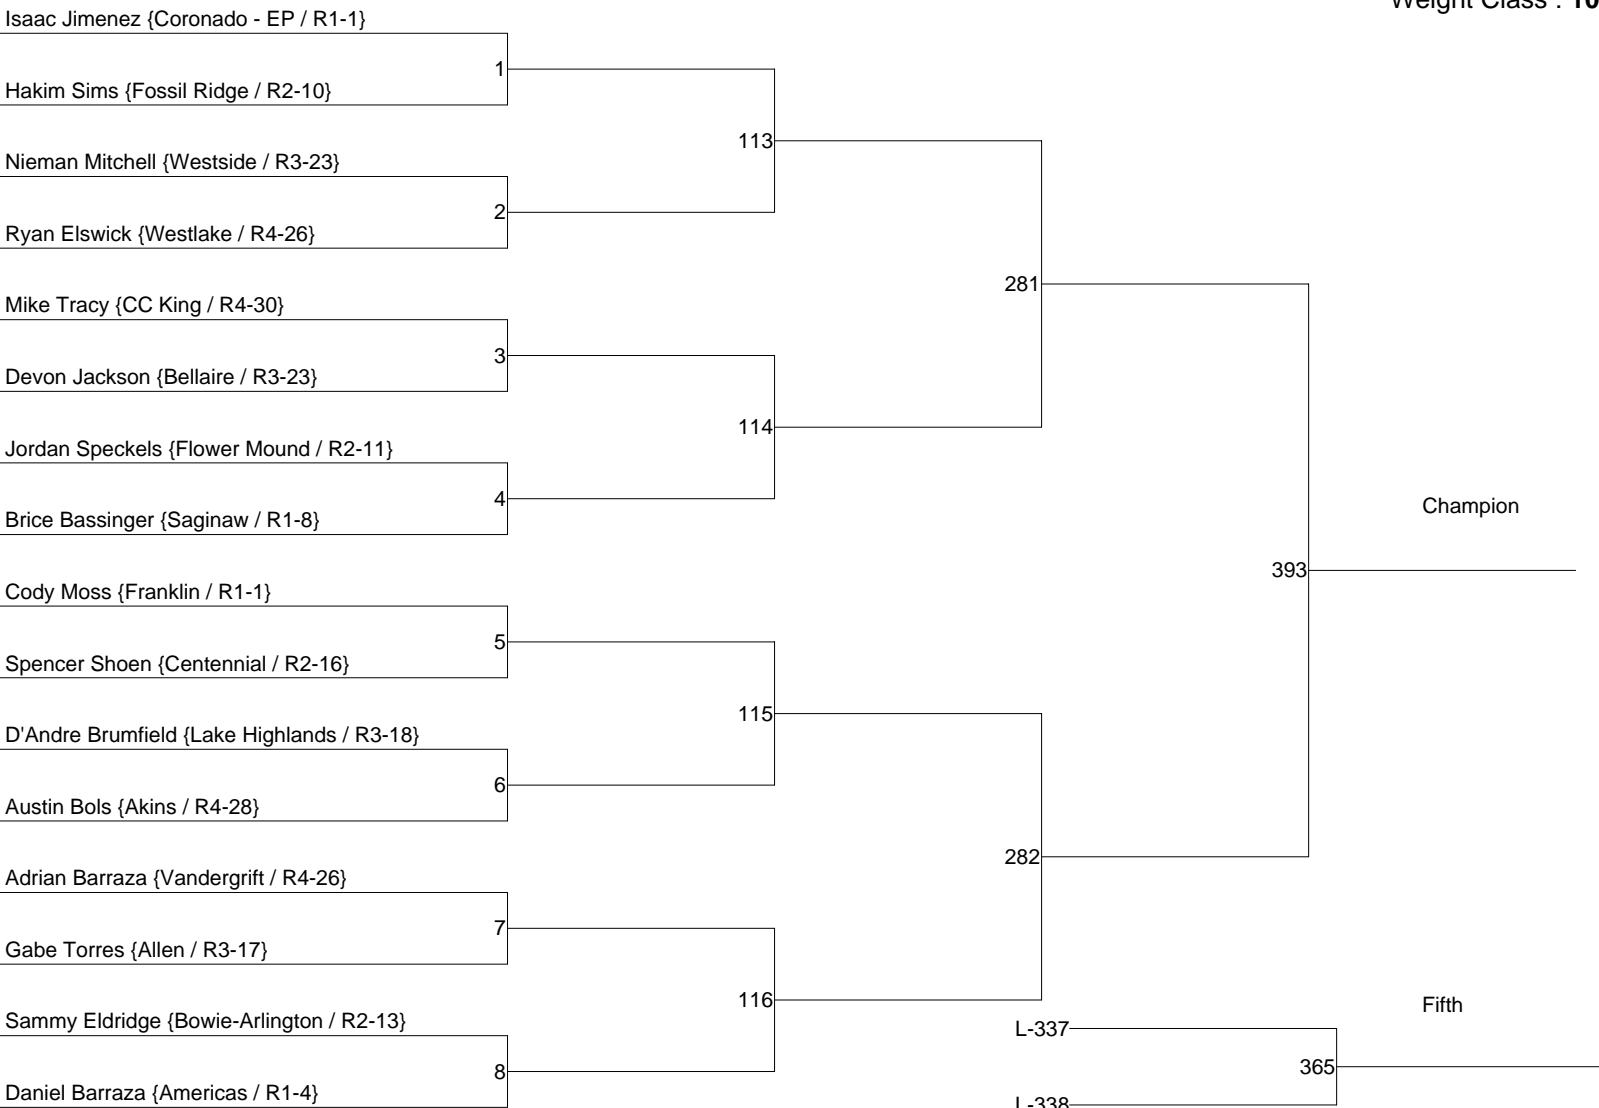 Weight Class : 10
Isaac Jimenez {Coronado - EP / R1-1}
1
Hakim Sims {Fossil Ridge / R2-10}
113
Nieman Mitchell {Westside / R3-23}
2
Ryan Elswick {Westlake / R4-26}
281
Mike Tracy {CC King / R4-30}
3
Devon Jackson {Bellaire / R3-23}
114
Jordan Speckels {Flower Mound / R2-11}
4
Champion
Brice Bassinger {Saginaw / R1-8}
393
Cody Moss {Franklin / R1-1}
5
Spencer Shoen {Centennial / R2-16}
115
D'Andre Brumfield {Lake Highlands / R3-18}
6
Austin Bols {Akins / R4-28}
282
Adrian Barraza {Vandergrift / R4-26}
7
Gabe Torres {Allen / R3-17}
116
Fifth
Sammy Eldridge {Bowie-Arlington / R2-13}
L-337
365
8
Daniel Barraza {Americas / R1-4}
L-338